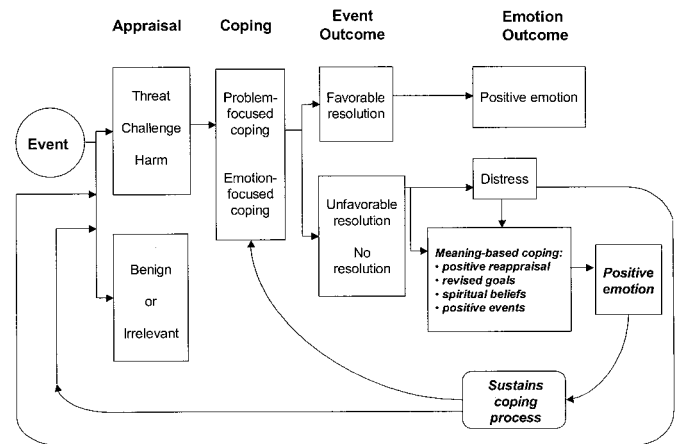 Appraisal
Coping
Event
Outcome
Emotion
Outcome
Event
Threat
Challenge
Harm
Benign
or
Irrelevant
Problem-
focused
coping
Emotion-
focused
coping
Favorable
resolution
Unfavorable
resolution
No
resolution
Positive emotion
Distress
Meaning-based coping:
• positive reappraisal
• revised goals
• spiritual beliefs
• positive events
Positive
emotion
Sustains
coping
process